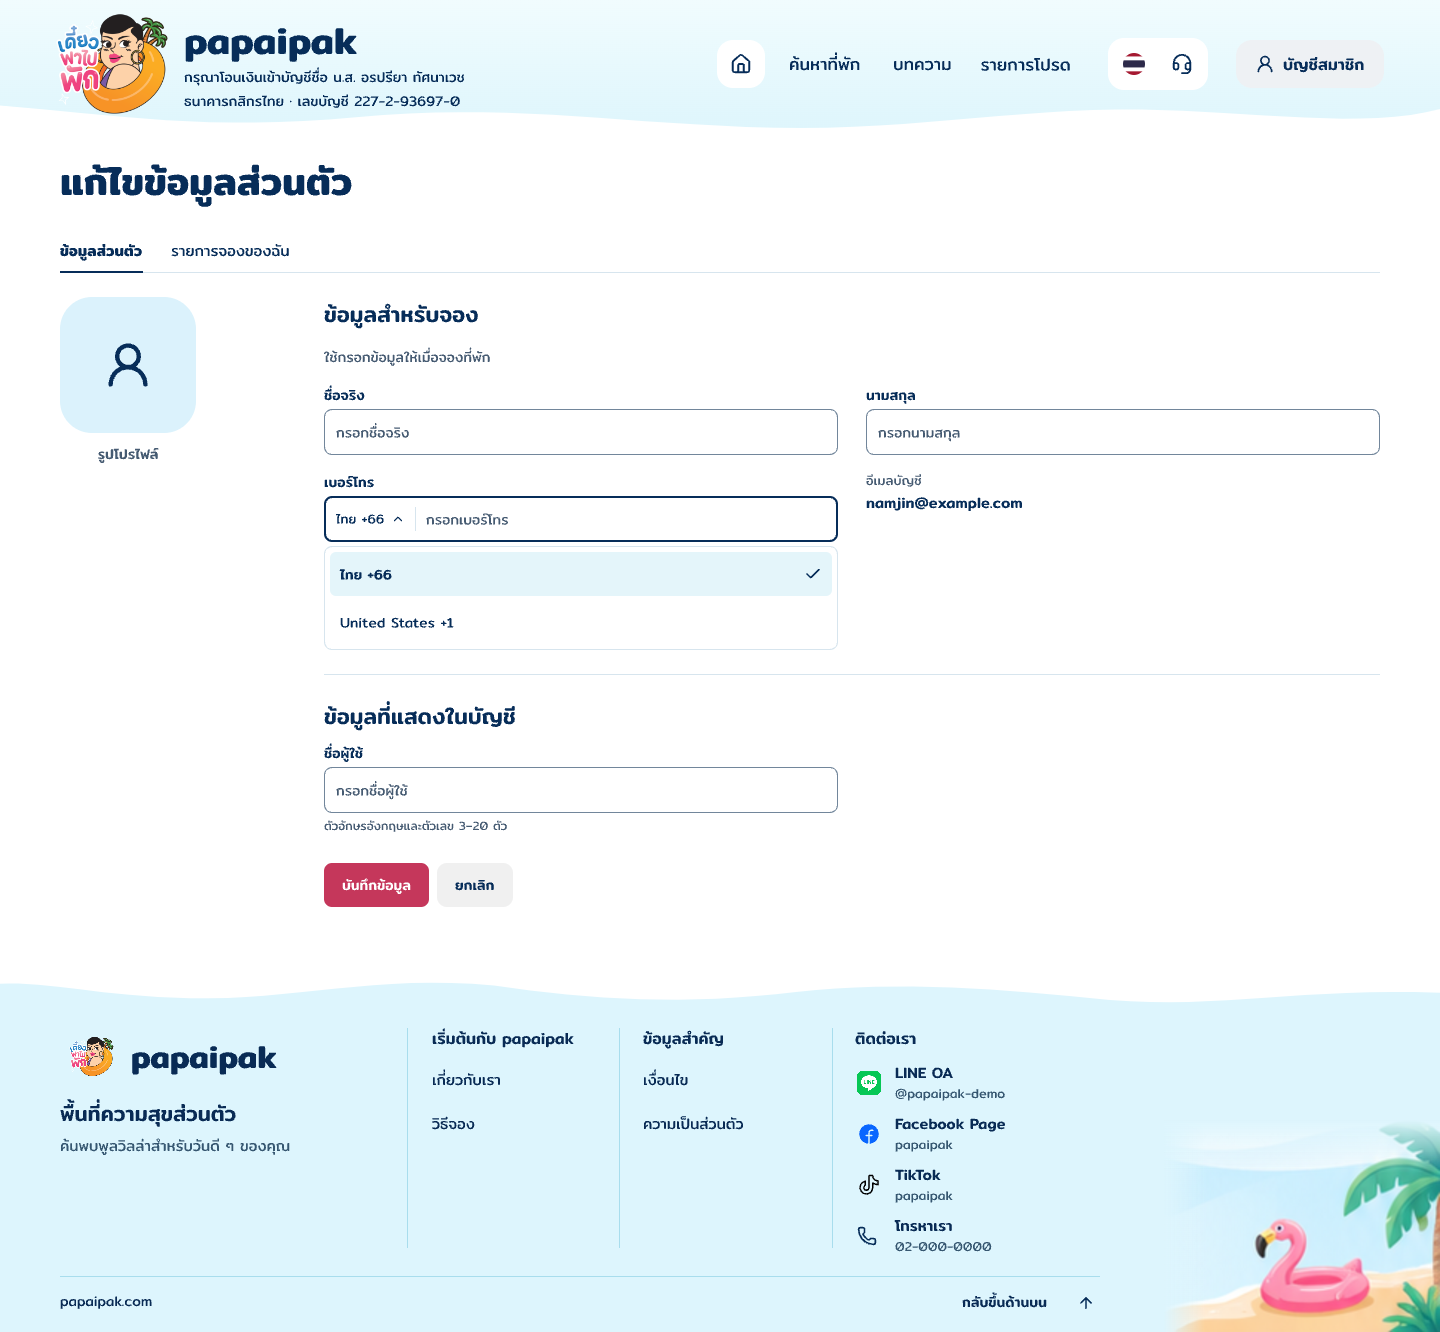 เดี๋ยว
พาไป
พัก
papaipak
กรุณาโอนเงินเข้าบัญชีชื่อ น.ส. อรปรียา ทัศนาเวช
ธนาคารกสิกรไทย · เลขบัญชี 227-2-93697-0
ค้นหาที่พัก
บทความ
รายการโปรด
บัญชีสมาชิก
แก้ไขข้อมูลส่วนตัว
ข้อมูลส่วนตัว
รายการจองของฉัน
รูปโปรไฟล์
ข้อมูลสำหรับจอง
ใช้กรอกข้อมูลให้เมื่อจองที่พัก
ชื่อจริง
กรอกชื่อจริง
นามสกุล
กรอกนามสกุล
เบอร์โทร
ไทย +66
กรอกเบอร์โทร
อีเมลบัญชี
namjin@example.com
ไทย +66
United States +1
ข้อมูลที่แสดงในบัญชี
ชื่อผู้ใช้
กรอกชื่อผู้ใช้
ตัวอักษรอังกฤษและตัวเลข 3–20 ตัว
บันทึกข้อมูล
ยกเลิก
เดี๋ยว
พาไป
พัก
papaipak
พื้นที่ความสุขส่วนตัว
ค้นพบพูลวิลล่าสำหรับวันดี ๆ ของคุณ
เริ่มต้นกับ papaipak
เกี่ยวกับเรา
วิธีจอง
ข้อมูลสำคัญ
เงื่อนไข
ความเป็นส่วนตัว
ติดต่อเรา
LINE
LINE OA
@papaipak-demo
Facebook Page
papaipak
TikTok
papaipak
โทรหาเรา
02-000-0000
papaipak.com
กลับขึ้นด้านบน